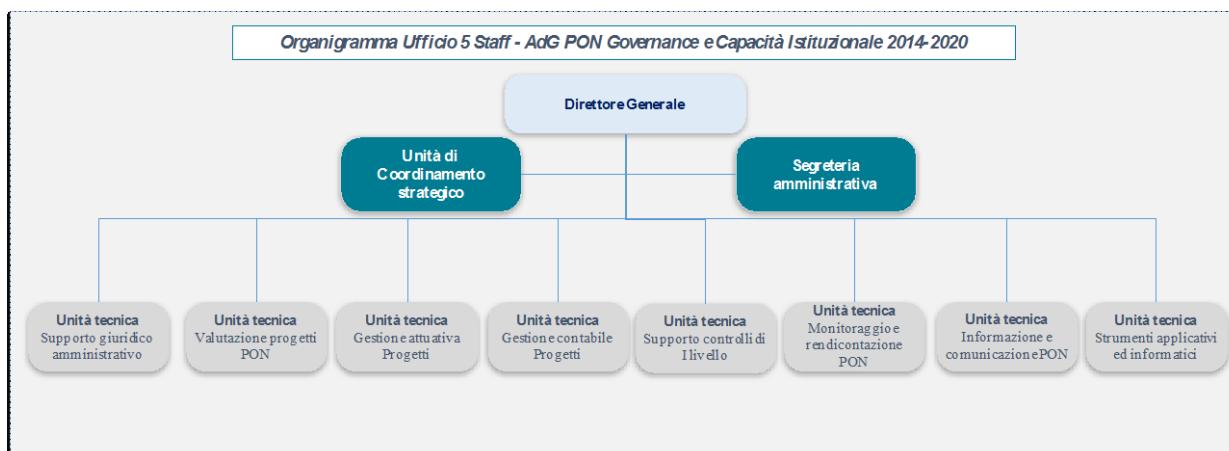 Organigramma Ufficio 5 Staff - AdG PON Governance e Capacità Istituzionale 2014-2020
Direttore Generale
Unità di
Coordinamento
strategico
Segreteria
amministrativa
Unità tecnica
Supporto giuridico
amministrativo
Unità tecnica
Valutazione progetti
PON
Unità tecnica
Gestione attuativa
Progetti
Unità tecnica
Gestione contabile
Progetti
Unità tecnica
Supporto controlli di
I livello
Unità tecnica
Monitoraggio e
rendicontazione
PON
Unità tecnica
Informazione e
comunicazione PON
Unità tecnica
Strumenti applicativi
ed informatici